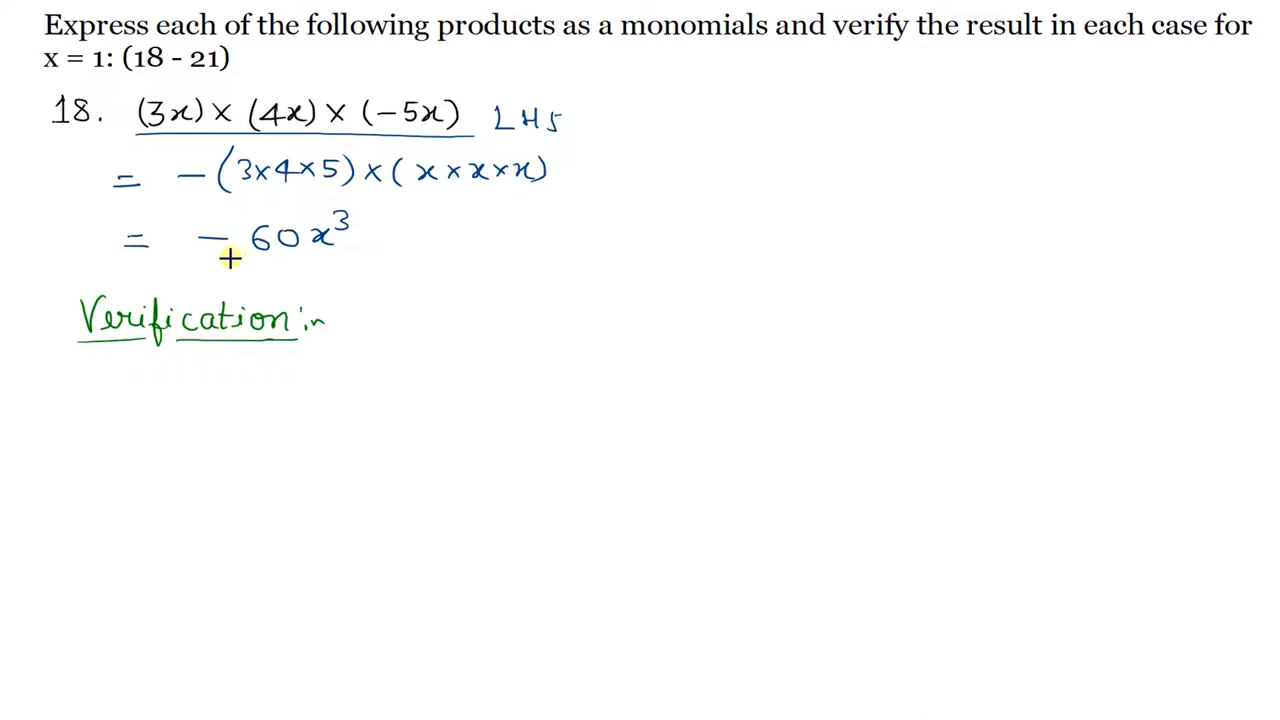 Express each of the following products as a monomials and verify the result in each case for
x = 1: (18 - 21)
18. (3x) × (4x) × (-5x) LHS
= - (3×4×5) × ( x × x × x)
= - 60x³
Verification :-